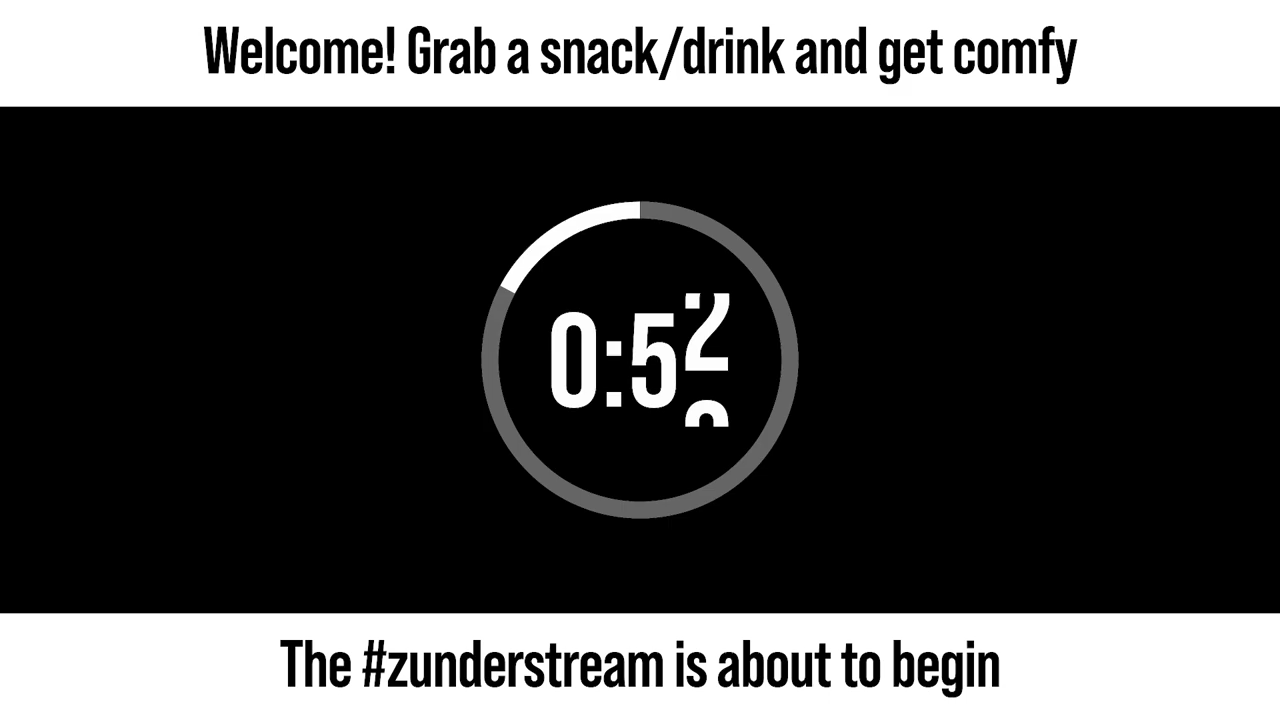 Welcome! Grab a snack/drink and get comfy
0:52
The #zunderstream is about to begin